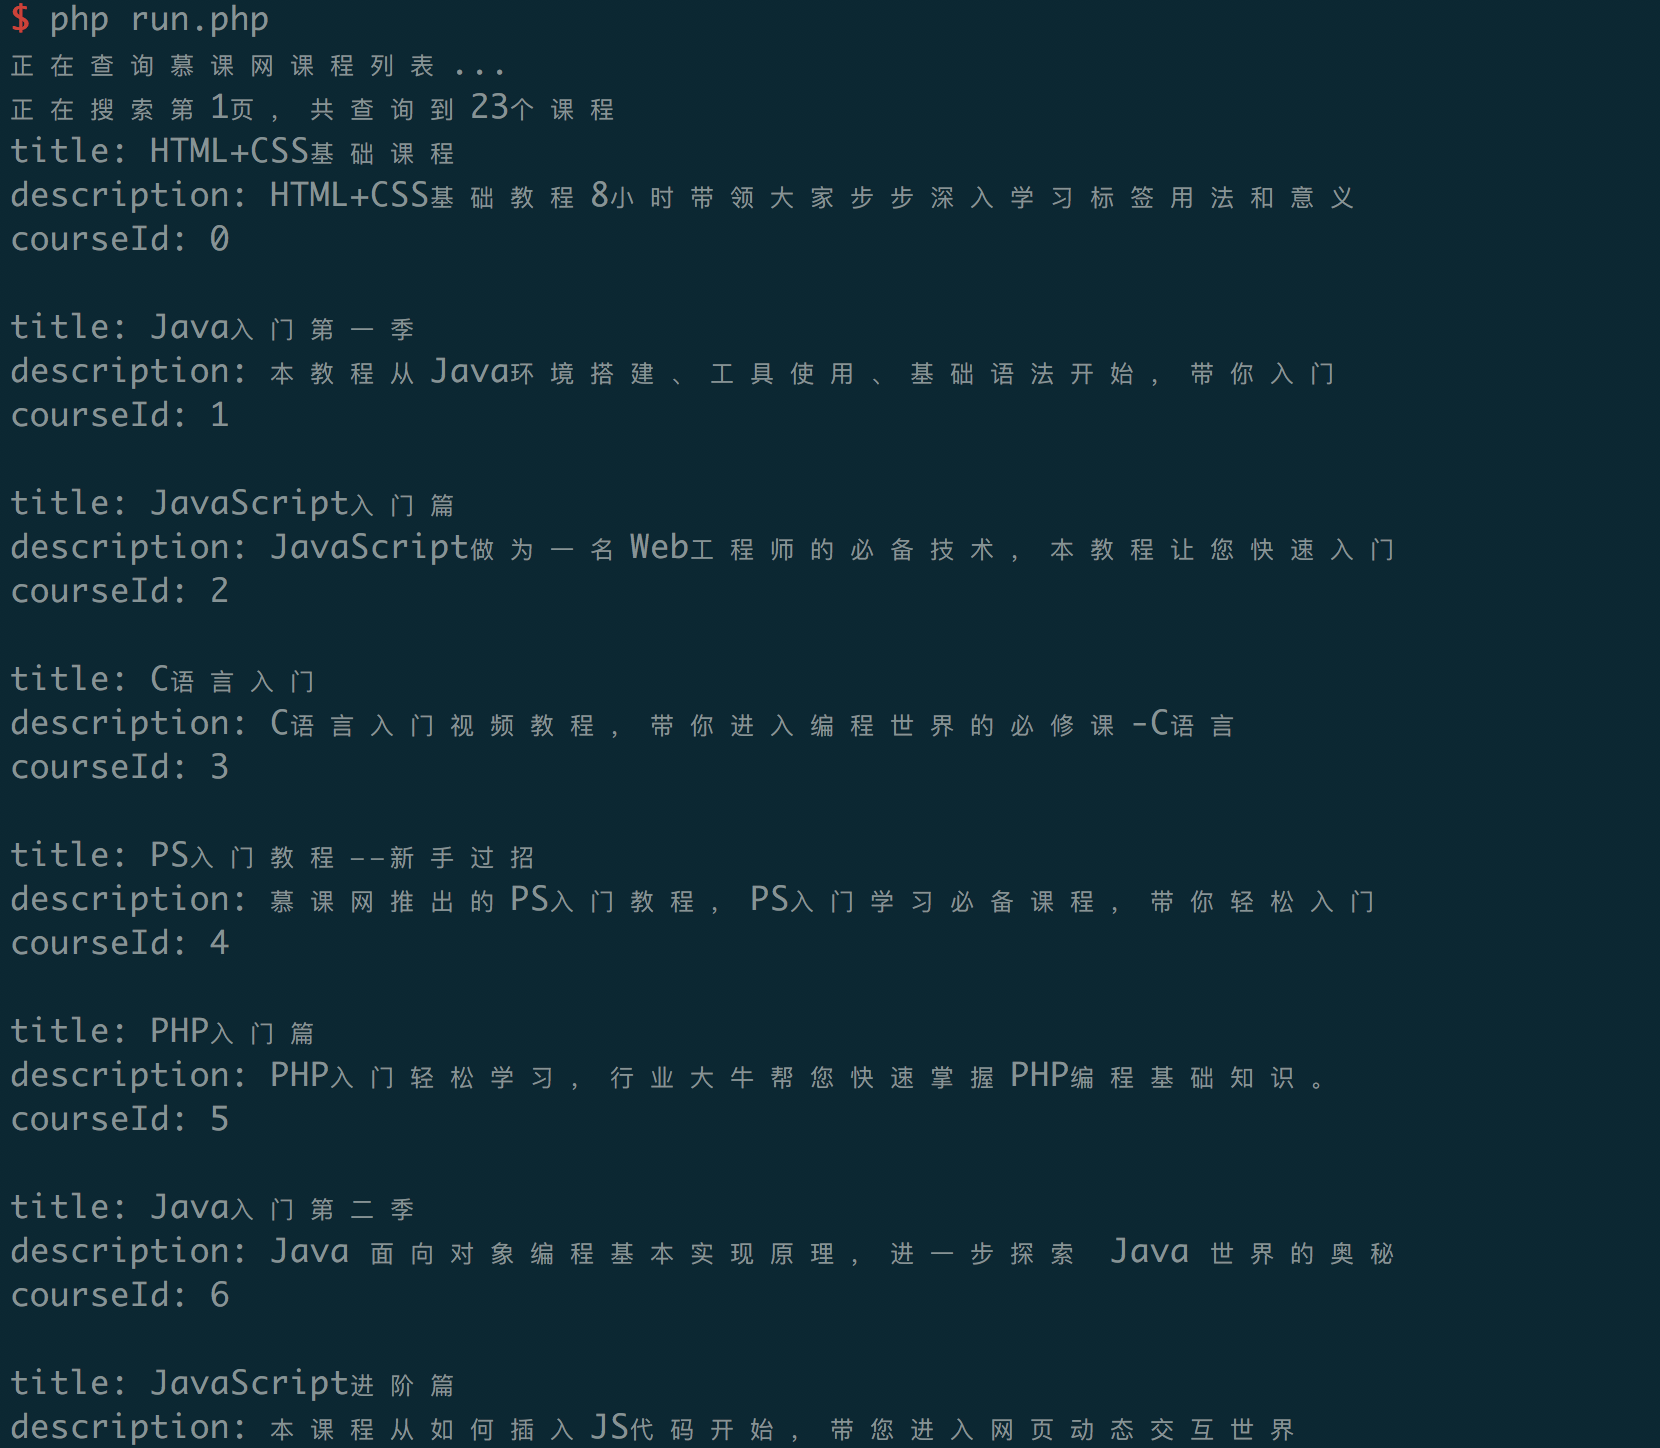 $ php run.php
正在查询慕课网课程列表...
正在搜索第1页，共查询到23个课程
title: HTML+CSS基础课程
description: HTML+CSS基础教程8小时带领大家步步深入学习标签用法和意义
courseId: 0
title: Java入门第一季
description: 本教程从Java环境搭建、工具使用、基础语法开始，带你入门
courseId: 1
title: JavaScript入门篇
description: JavaScript做为一名Web工程师的必备技术，本教程让您快速入门
courseId: 2
title: C语言入门
description: C语言入门视频教程，带你进入编程世界的必修课-C语言
courseId: 3
title: PS入门教程--新手过招
description: 慕课网推出的PS入门教程，PS入门学习必备课程，带你轻松入门
courseId: 4
title: PHP入门篇
description: PHP入门轻松学习，行业大牛帮您快速掌握PHP编程基础知识。
courseId: 5
title: Java入门第二季
description: Java 面向对象编程基本实现原理，进一步探索 Java 世界的奥秘
courseId: 6
title: JavaScript进阶篇
description: 本课程从如何插入JS代码开始，带您进入网页动态交互世界